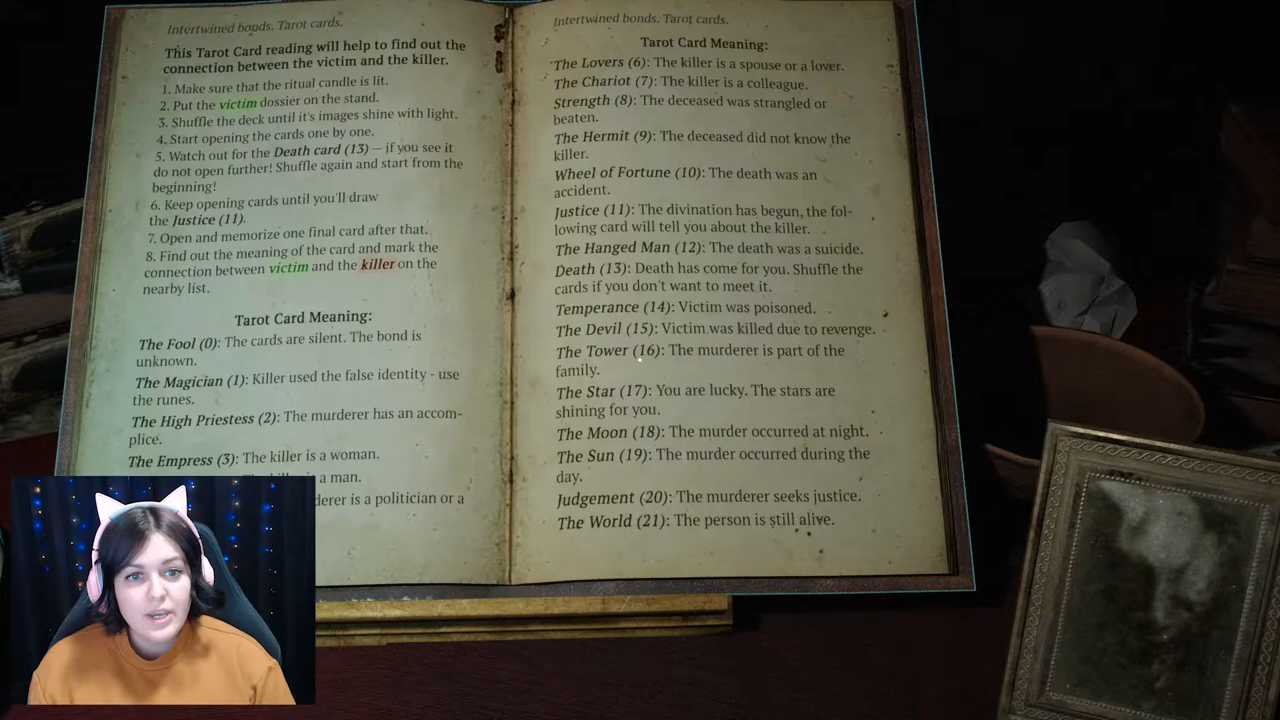 Intertwined bonds. Tarot cards.
This Tarot Card reading will help to find out the
connection between the victim and the killer.
1. Make sure that the ritual candle is lit.
2. Put the victim dossier on the stand.
3. Shuffle the deck until it's images shine with light.
4. Start opening the cards one by one.
5. Watch out for the Death card (13) — if you see it
do not open further! Shuffle again and start from the
beginning!
6. Keep opening cards until you'll draw
the Justice (11).
7. Open and memorize one final card after that.
8. Find out the meaning of the card and mark the
connection between victim and the killer on the
nearby list.
Tarot Card Meaning:
The Fool (0): The cards are silent. The bond is
unknown.
The Magician (1): Killer used the false identity - use
the runes.
The High Priestess (2): The murderer has an accom-
plice.
The Empress (3): The killer is a woman.
is a man.
is a politician or a
Intertwined bonds. Tarot cards.
Tarot Card Meaning:
The Lovers (6): The killer is a spouse or a lover.
The Chariot (7): The killer is a colleague.
Strength (8): The deceased was strangled or
beaten.
The Hermit (9): The deceased did not know the
killer.
Wheel of Fortune (10): The death was an
accident.
Justice (11): The divination has begun, the fol-
lowing card will tell you about the killer.
The Hanged Man (12): The death was a suicide.
Death (13): Death has come for you. Shuffle the
cards if you don't want to meet it.
Temperance (14): Victim was poisoned.
The Devil (15): Victim was killed due to revenge.
The Tower (16): The murderer is part of the
family.
The Star (17): You are lucky. The stars are
shining for you.
The Moon (18): The murder occurred at night.
The Sun (19): The murder occurred during the
day.
Judgement (20): The murderer seeks justice.
The World (21): The person is still alive.